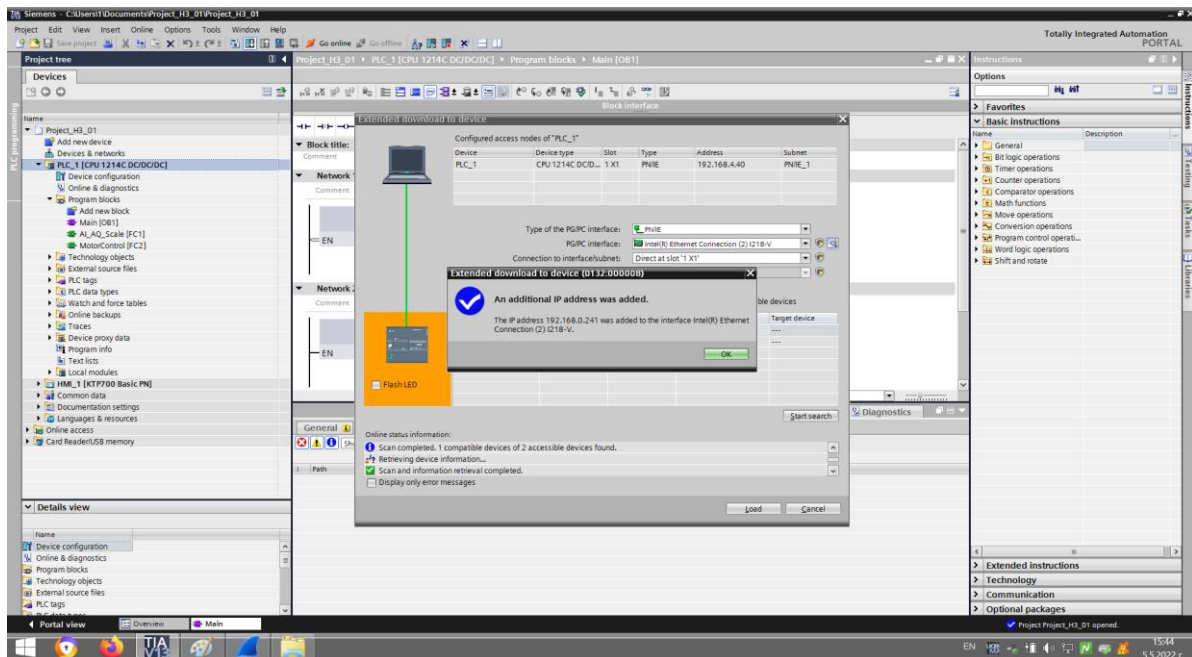 Siemens - C:\Users\1\Documents\Project_H3_01\Project_H3_01
Project Edit View Insert Online Options Tools Window Help
Totally Integrated Automation
PORTAL
Save project
Go online
Go offline
Project tree
Project_H3_01 PLC_1 [CPU 1214C DC/DC/DC] Program blocks Main [OB1]
Instructions
Devices
Options
Block interface
Favorites
Basic instructions
Name
Description
General
Bit logic operations
Timer operations
Counter operations
Comparator operations
Math functions
Move operations
Conversion operations
Program control operati...
Word logic operations
Shift and rotate
Extended instructions
Technology
Communication
Optional packages
Instructions
Testing
Tasks
Libraries
PLC programming
Name
Project_H3_01
Add new device
Devices & networks
PLC_1 [CPU 1214C DC/DC/DC]
Device configuration
Online & diagnostics
Program blocks
Add new block
Main [OB1]
AI_AQ_Scale [FC1]
MotorControl [FC2]
Technology objects
External source files
PLC tags
PLC data types
Watch and force tables
Online backups
Traces
Device proxy data
Program info
Text lists
Local modules
HMI_1 [KTP700 Basic PN]
Common data
Documentation settings
Languages & resources
Online access
Card Reader/USB memory
Details view
Name
Device configuration
Online & diagnostics
Program blocks
Technology objects
External source files
PLC tags
Block title:
Comment
Network
Comment
EN
Network
Comment
EN
General
Path
Diagnostics
Extended download to device
Configured access nodes of "PLC_1"
Device Device type Slot Type Address Subnet
PLC_1 CPU 1214C DC/D... 1 X1 PN/IE 192.168.4.40 PN/IE_1
Type of the PG/PC interface: PN/IE
PG/PC interface: Intel(R) Ethernet Connection (2) I218-V
Connection to interface/subnet: Direct at slot '1 X1'
ble devices
Target device
---
---
Extended download to device (0132:000008)
An additional IP address was added.
The IP address 192.168.0.241 was added to the interface Intel(R) Ethernet
Connection (2) I218-V.
OK
Flash LED
Start search
Online status information:
Scan completed. 1 compatible devices of 2 accessible devices found.
Retrieving device information...
Scan and information retrieval completed.
Display only error messages
Load
Cancel
Portal view
Overview
Main
Project Project_H3_01 opened.
TIA
V13
EN
15:44
5.5.2022 г.